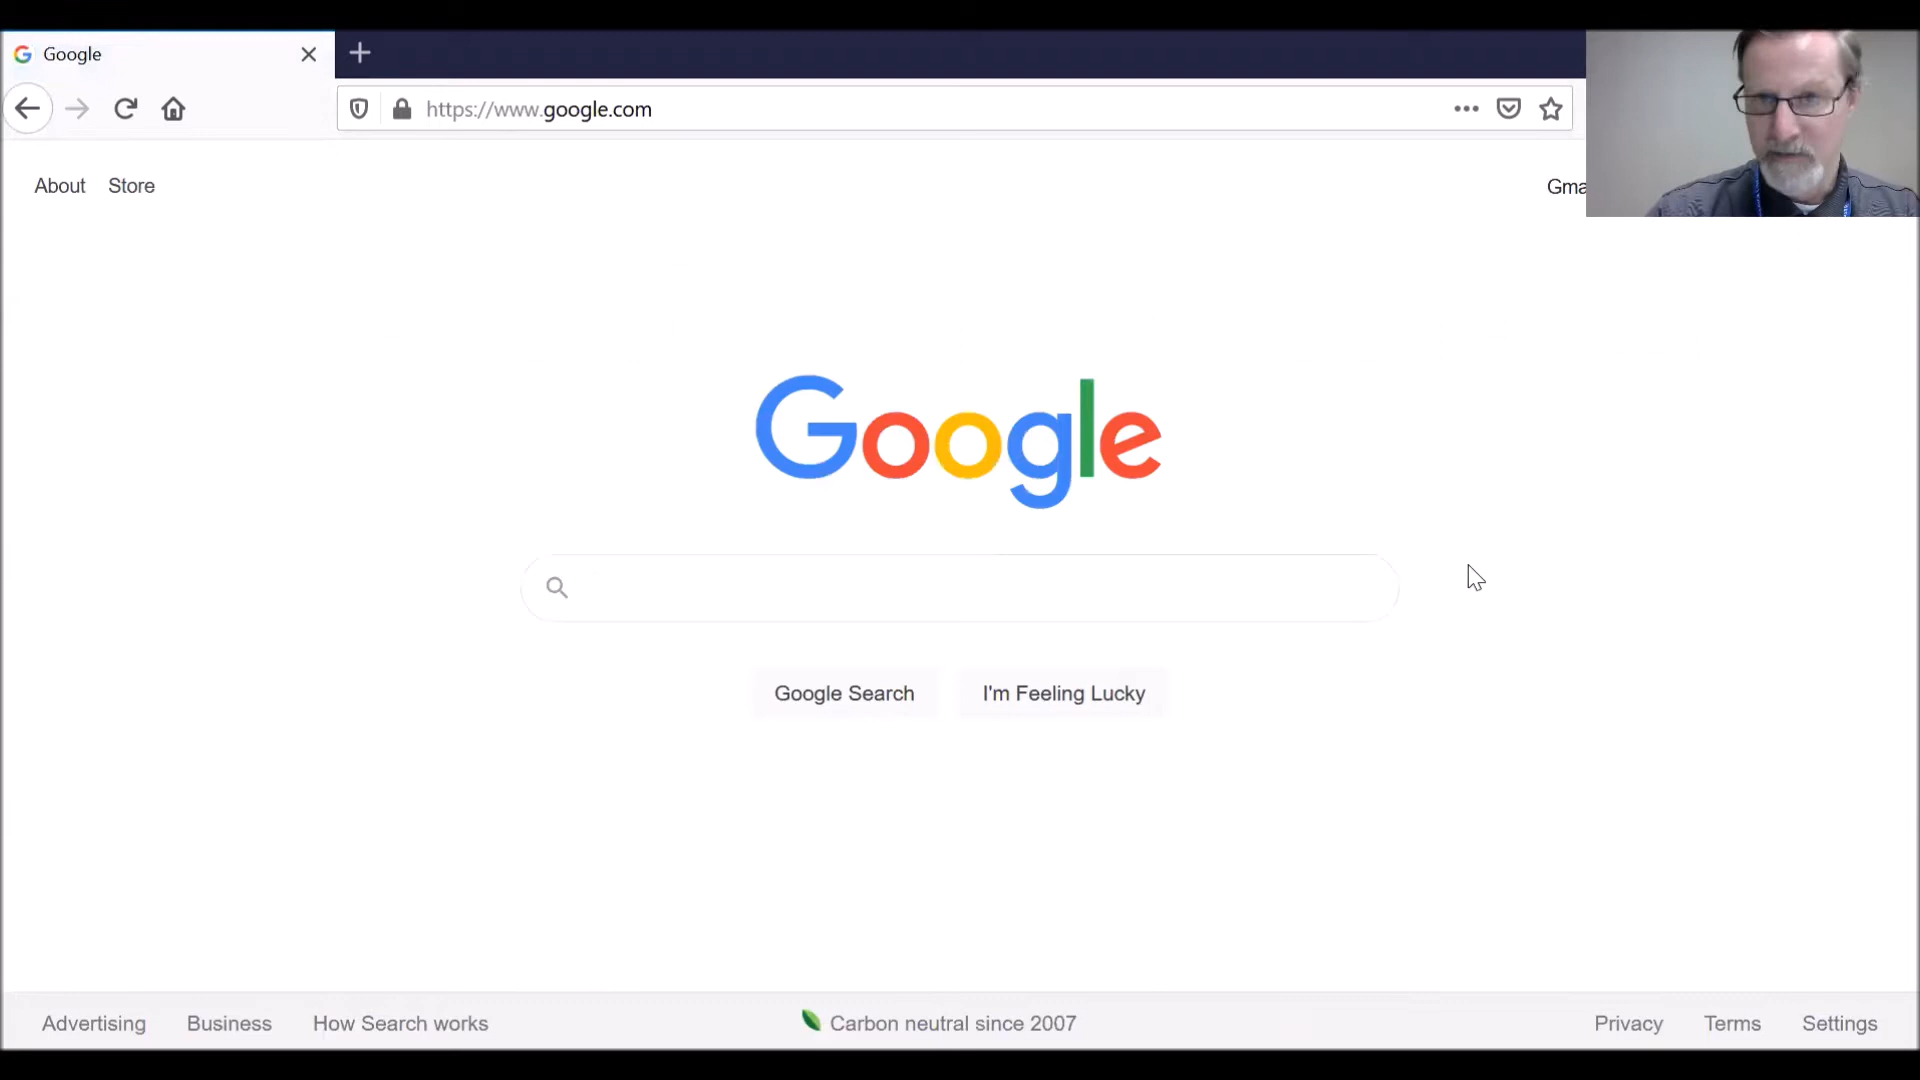 Google
https://www.google.com
About Store
Gma
Google
Google Search I'm Feeling Lucky
Advertising Business How Search works Carbon neutral since 2007 Privacy Terms Settings